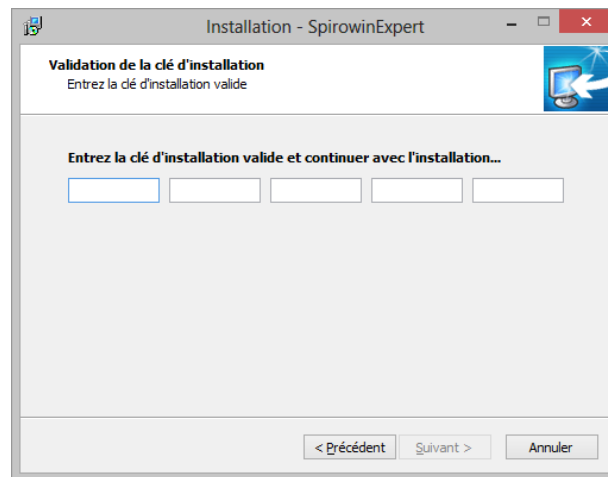 Installation - SpirowinExpert
Validation de la clé d'installation
Entrez la clé d'installation valide
Entrez la clé d'installation valide et continuer avec l'installation...
< Précédent
Suivant >
Annuler